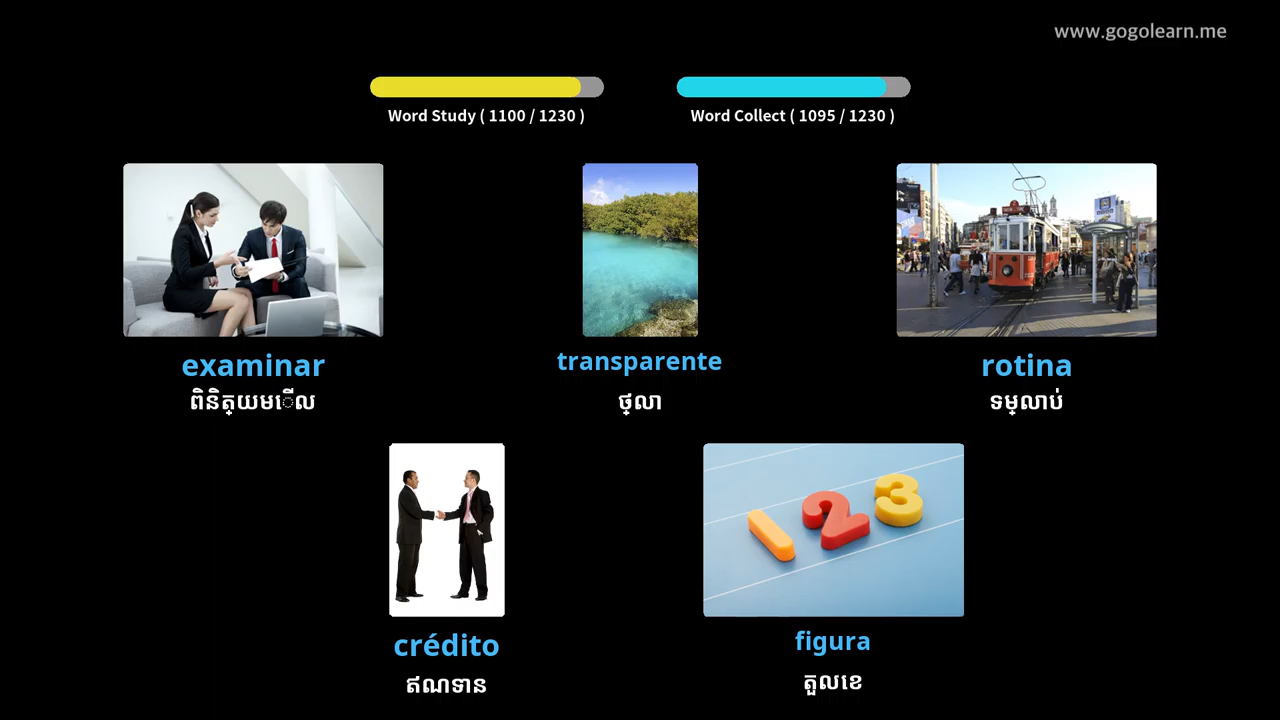 www.gogolearn.me
Word Study ( 1100 / 1230 )
Word Collect ( 1095 / 1230 )
examinar
ពិនិត្យមើល
transparente
ថ្លា
rotina
ទម្លាប់
crédito
ឥណទាន
figura
តួលេខ